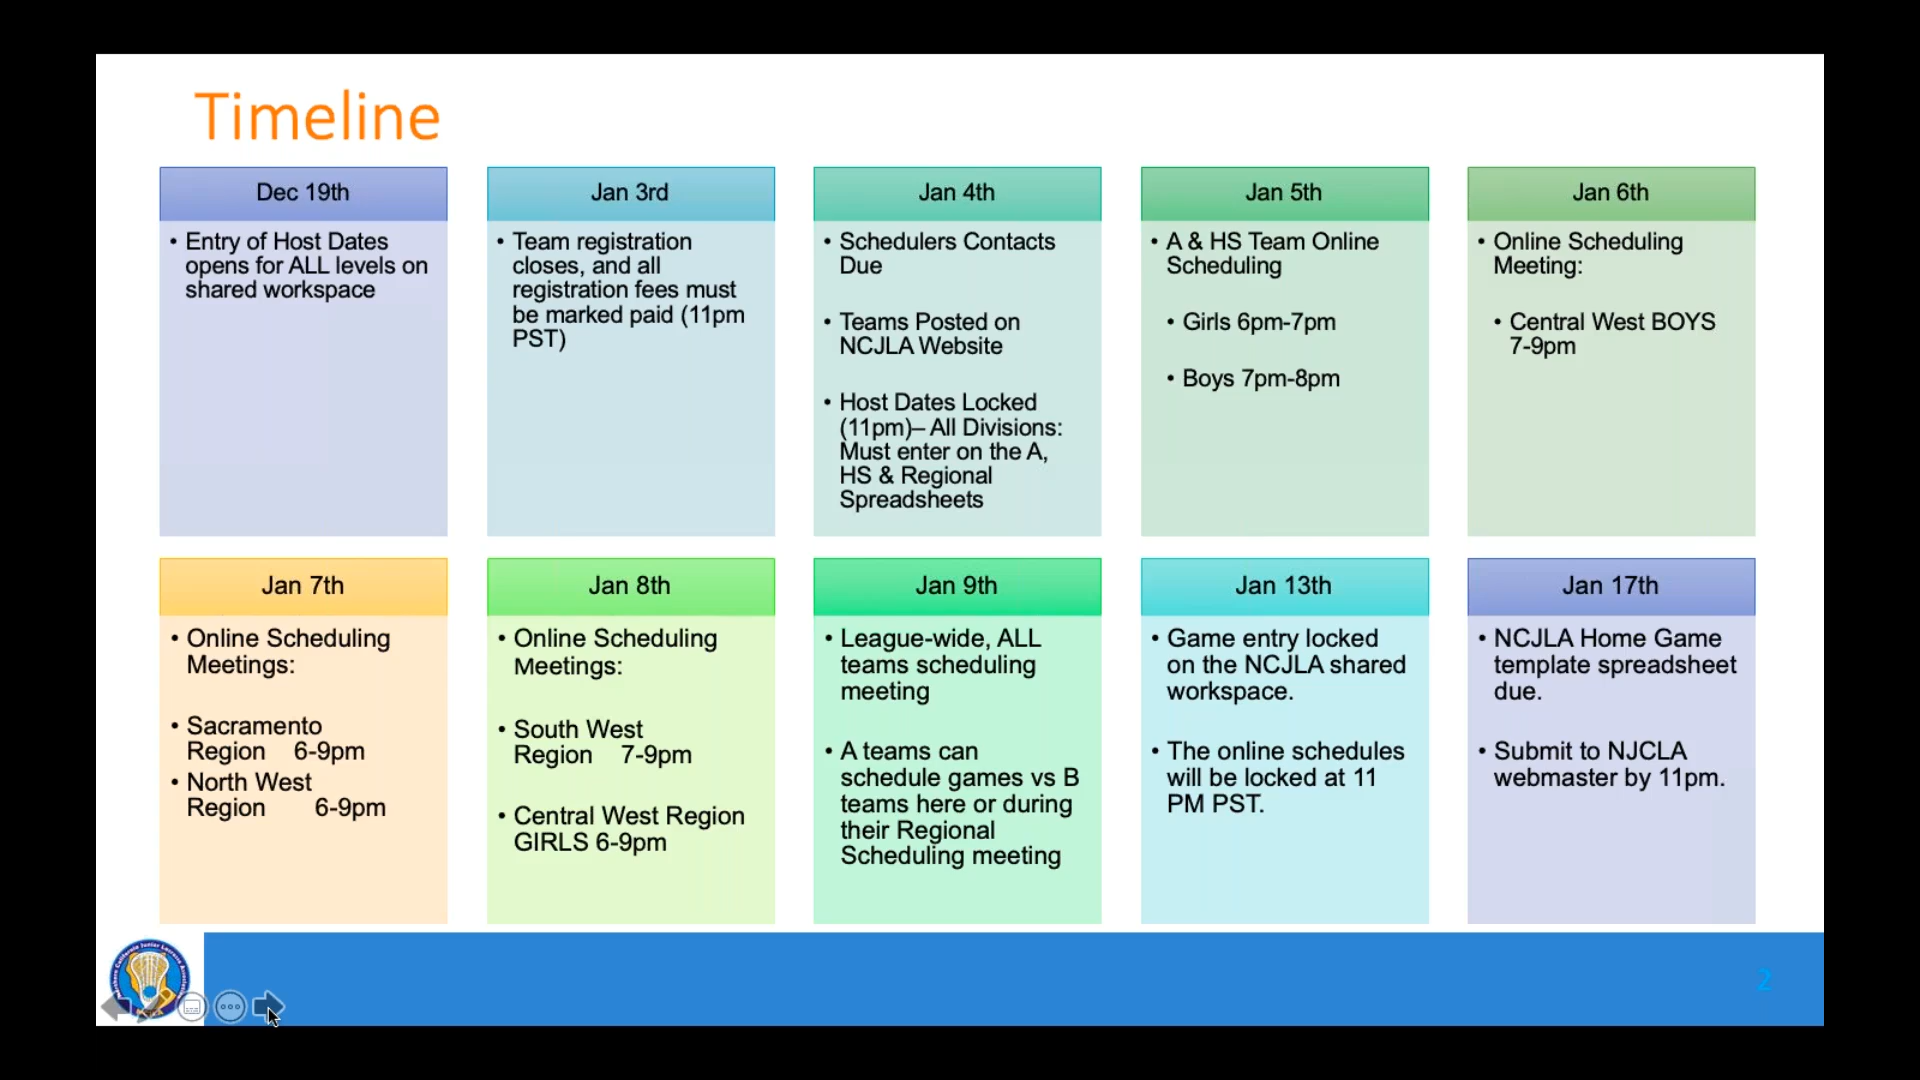 Timeline
Dec 19th
• Entry of Host Dates
opens for ALL levels on
shared workspace
Jan 3rd
• Team registration
closes, and all
registration fees must
be marked paid (11pm
PST)
Jan 4th
• Schedulers Contacts
Due
• Teams Posted on
NCJLA Website
• Host Dates Locked
(11pm)– All Divisions:
Must enter on the A,
HS & Regional
Spreadsheets
Jan 5th
• A & HS Team Online
Scheduling
• Girls 6pm-7pm
• Boys 7pm-8pm
Jan 6th
• Online Scheduling
Meeting:
• Central West BOYS
7-9pm
Jan 7th
• Online Scheduling
Meetings:
• Sacramento
Region 6-9pm
• North West
Region 6-9pm
Jan 8th
• Online Scheduling
Meetings:
• South West
Region 7-9pm
• Central West Region
GIRLS 6-9pm
Jan 9th
• League-wide, ALL
teams scheduling
meeting
• A teams can
schedule games vs B
teams here or during
their Regional
Scheduling meeting
Jan 13th
• Game entry locked
on the NCJLA shared
workspace.
• The online schedules
will be locked at 11
PM PST.
Jan 17th
• NCJLA Home Game
template spreadsheet
due.
• Submit to NJCLA
webmaster by 11pm.
2